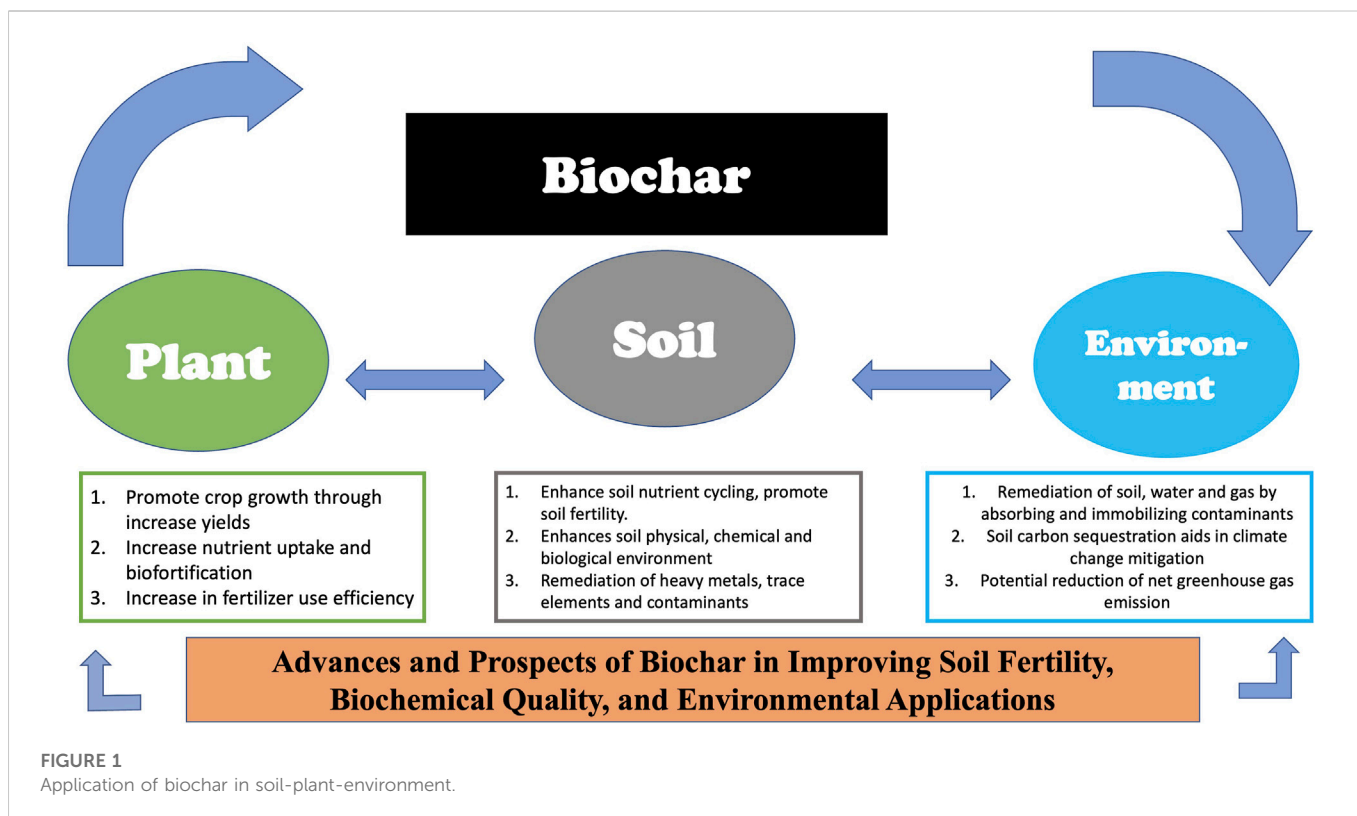 Biochar
Plant
Soil
Environ-
ment
1. Promote crop growth through
increase yields
2. Increase nutrient uptake and
biofortification
3. Increase in fertilizer use efficiency
1. Enhance soil nutrient cycling, promote
soil fertility.
2. Enhances soil physical, chemical and
biological environment
3. Remediation of heavy metals, trace
elements and contaminants
1. Remediation of soil, water and gas by
absorbing and immobilizing contaminants
2. Soil carbon sequestration aids in climate
change mitigation
3. Potential reduction of net greenhouse gas
emission
Advances and Prospects of Biochar in Improving Soil Fertility,
Biochemical Quality, and Environmental Applications
FIGURE 1
Application of biochar in soil-plant-environment.